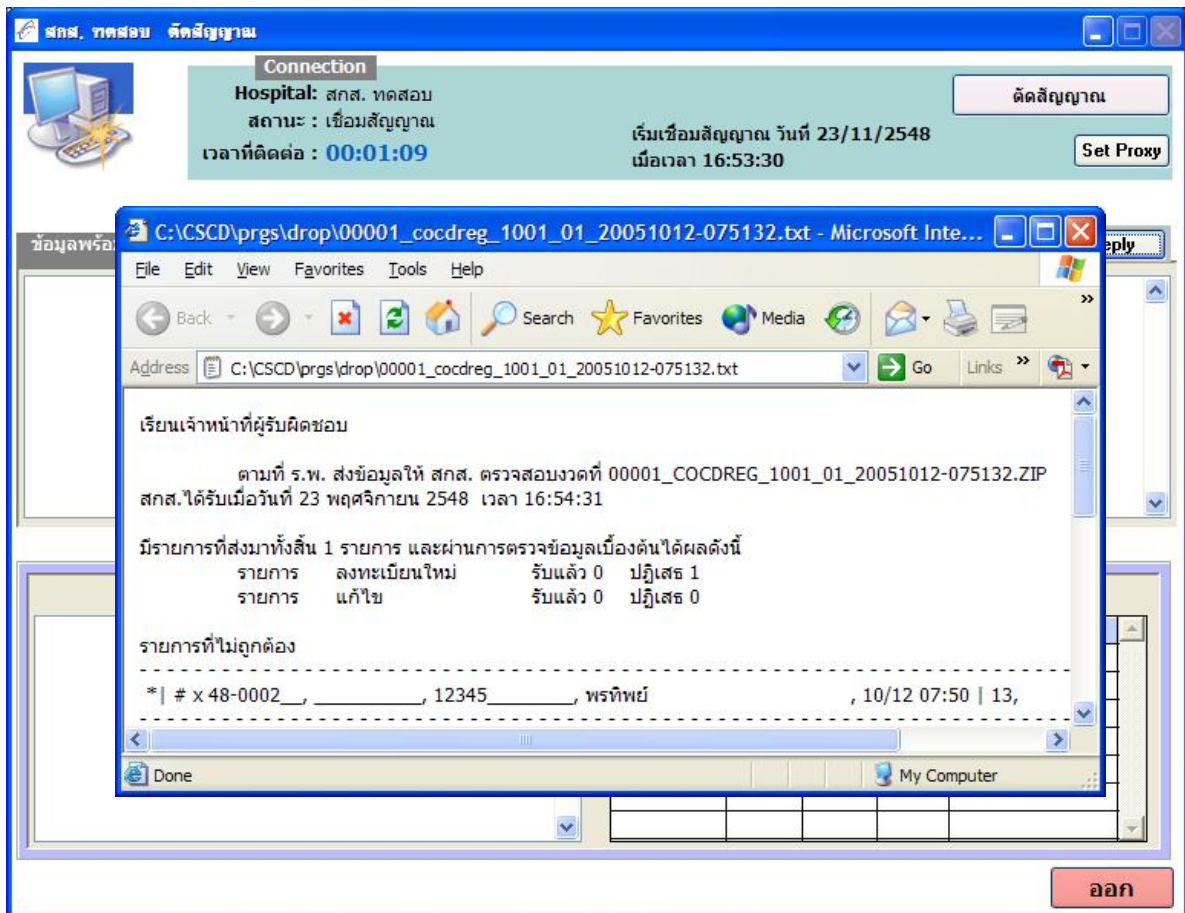 สกส. ทดสอบ ตัดสัญญาณ
Connection
Hospital: สกส. ทดสอบ
สถานะ : เชื่อมสัญญาณ
เวลาที่ติดต่อ : 00:01:09
เริ่มเชื่อมสัญญาณ วันที่ 23/11/2548
เมื่อเวลา 16:53:30
ตัดสัญญาณ
Set Proxy
C:\CSCD\prgs\drop\00001_cocdreg_1001_01_20051012-075132.txt - Microsoft Inte...
File Edit View Favorites Tools Help
Back Search Favorites Media »
Address C:\CSCD\prgs\drop\00001_cocdreg_1001_01_20051012-075132.txt Go Links »
เรียนเจ้าหน้าที่ผู้รับผิดชอบ
ตามที่ ร.พ. ส่งข้อมูลให้ สกส. ตรวจสอบงวดที่ 00001_COCDREG_1001_01_20051012-075132.ZIP
สกส.ได้รับเมื่อวันที่ 23 พฤศจิกายน 2548 เวลา 16:54:31
มีรายการที่ส่งมาทั้งสิ้น 1 รายการ และผ่านการตรวจข้อมูลเบื้องต้นได้ผลดังนี้
รายการ ลงทะเบียนใหม่ รับแล้ว 0 ปฏิเสธ 1
รายการ แก้ไข รับแล้ว 0 ปฏิเสธ 0
รายการที่ไม่ถูกต้อง
*| # x 48-0002__, __________, 12345________, พรทิพย์ , 10/12 07:50 | 13,
Done My Computer
ออก